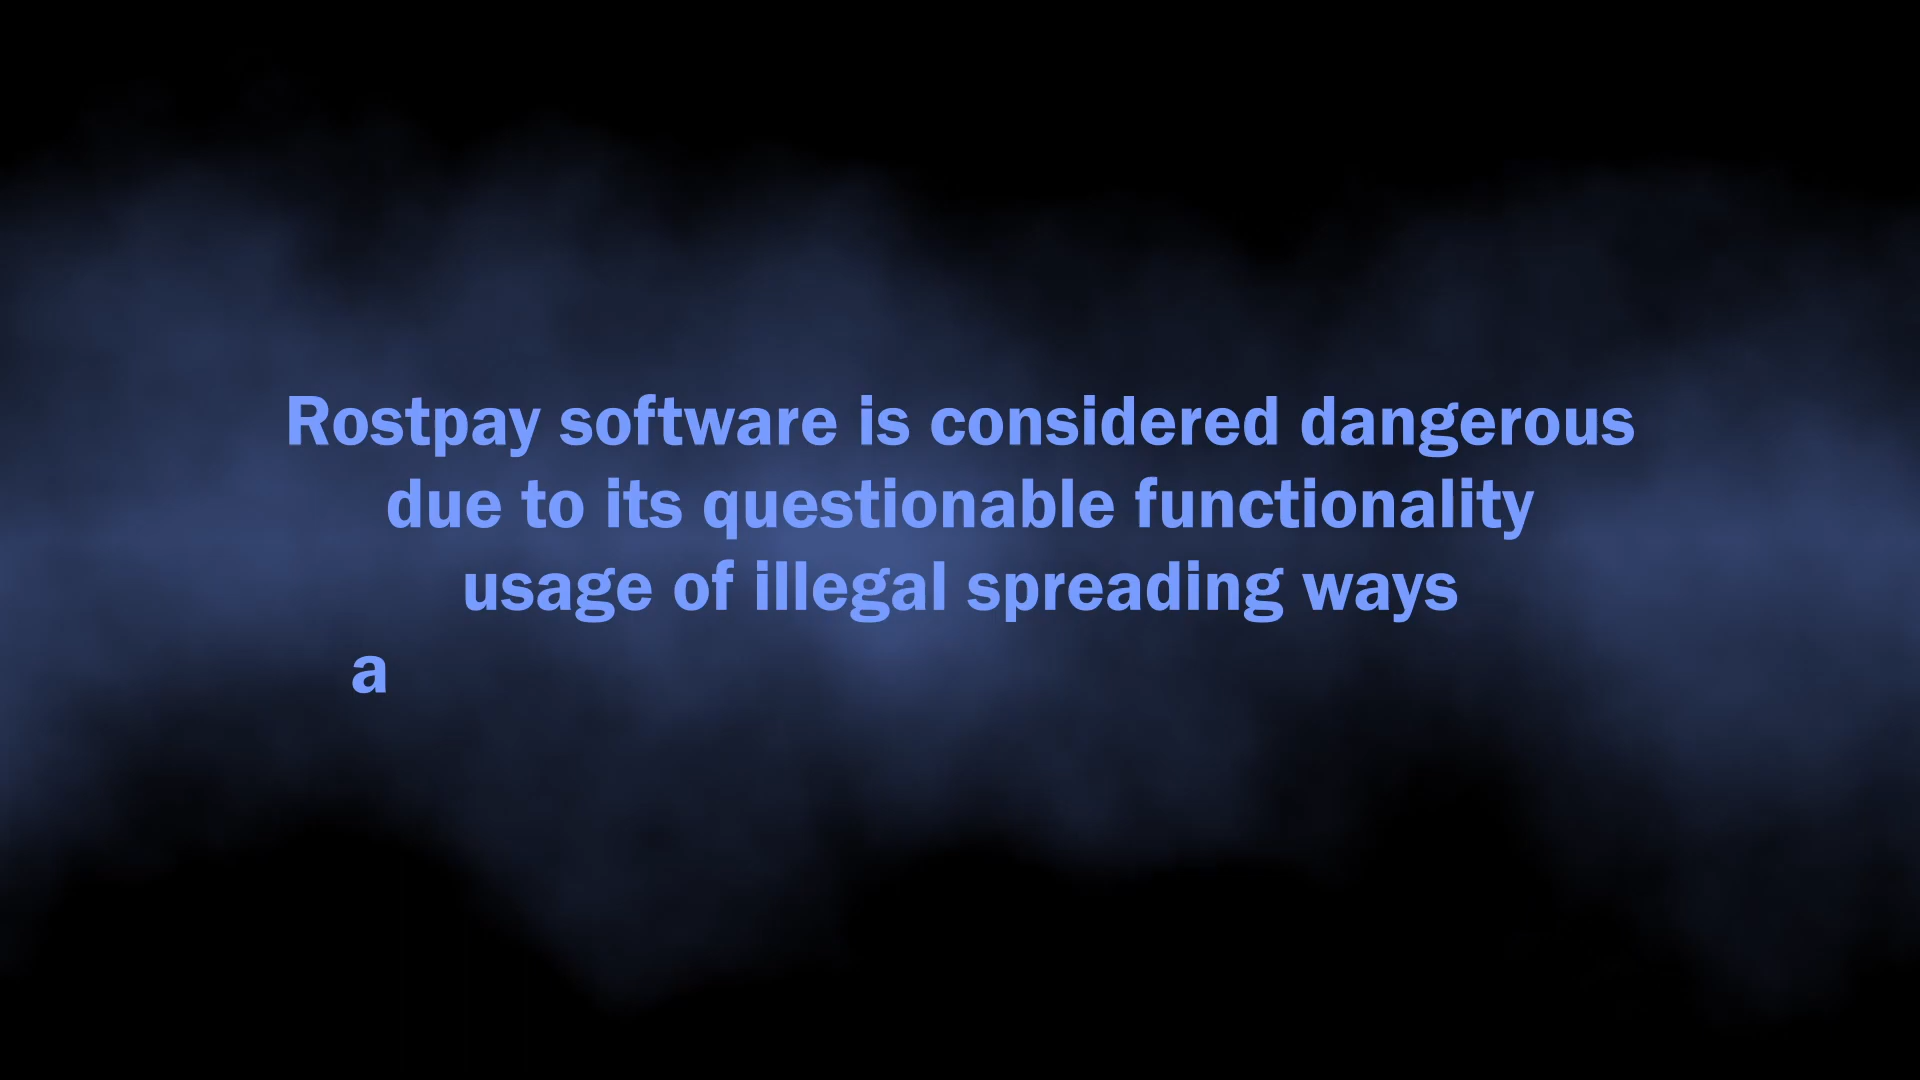 Rostpay software is considered dangerous
due to its questionable functionality
usage of illegal spreading ways
a